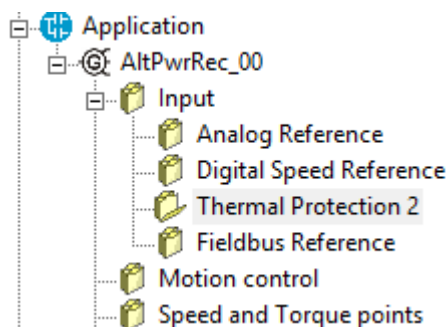 Application
AltPwrRec_00
Input
Analog Reference
Digital Speed Reference
Thermal Protection 2
Fieldbus Reference
Motion control
Speed and Torque points